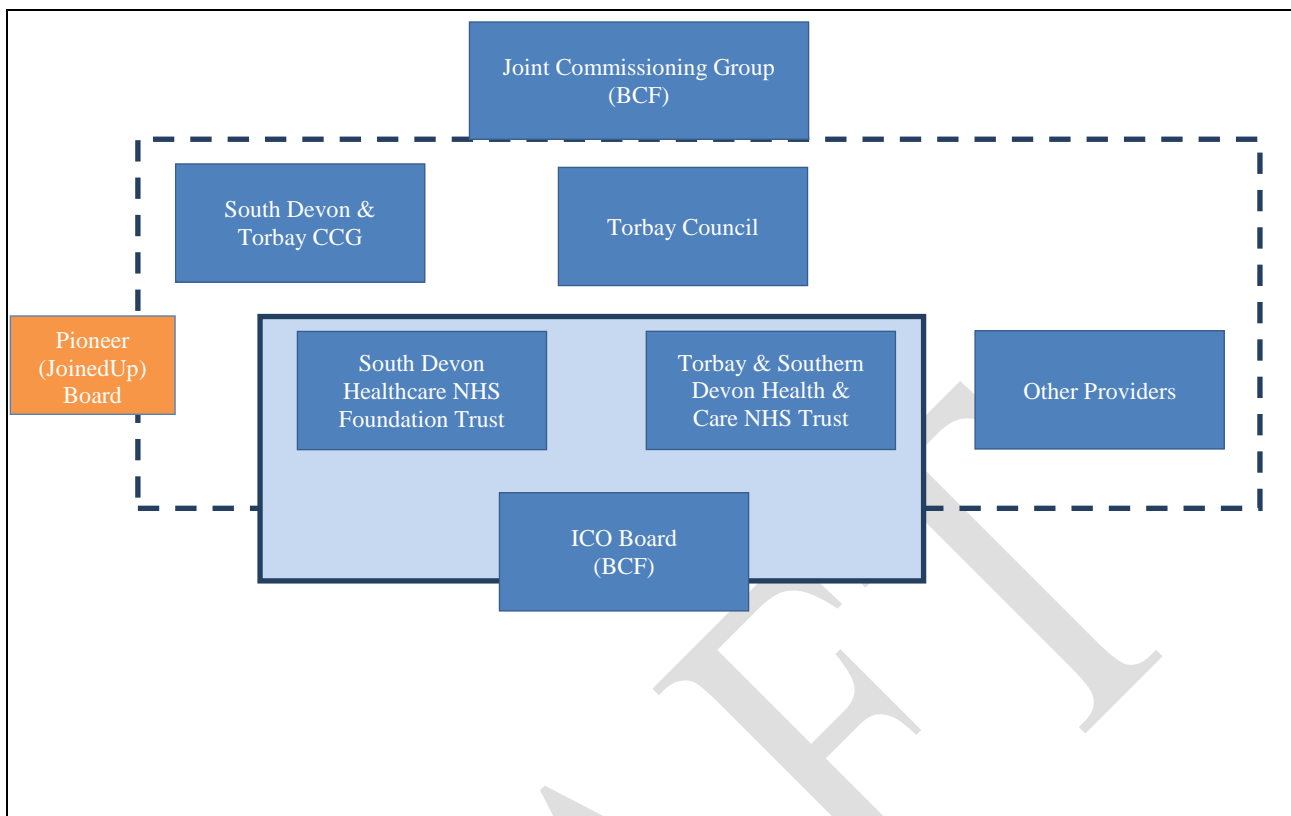 Joint Commissioning Group
(BCF)
South Devon &
Torbay CCG
Torbay Council
Pioneer
(JoinedUp)
Board
South Devon
Healthcare NHS
Foundation Trust
Torbay & Southern
Devon Health &
Care NHS Trust
Other Providers
ICO Board
(BCF)